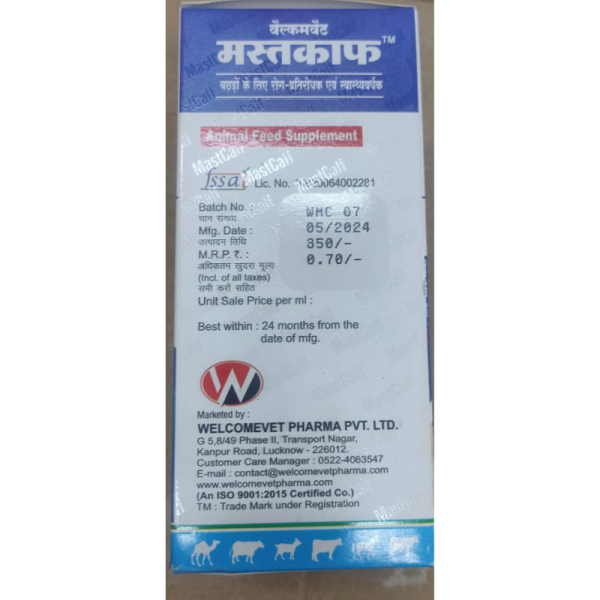 वेल्कमवेट
मस्तकाफ™
बछड़ों के लिए रोग-प्रतिरोधक एवं स्वास्थ्यवर्धक
Animal Feed Supplement
fssai Lic. No.
Batch No. WMC 07
घान संख्या
Mfg. Date : 05/2024
उत्पादन तिथि
M.R.P. ₹. : 350/-
अधिकतम खुदरा मूल्य 0.70/-
(Incl. of all taxes)
सभी करों सहित
Unit Sale Price per ml :
Best within : 24 months from the
date of mfg.
W
Marketed by :
WELCOMEVET PHARMA PVT. LTD.
G 5,8/49 Phase II, Transport Nagar,
Kanpur Road, Lucknow - 226012.
Customer Care Manager : 0522-4063547
E-mail : contact@welcomevetpharma.com
www.welcomevetpharma.com
(An ISO 9001:2015 Certified Co.)
TM : Trade Mark under Registration